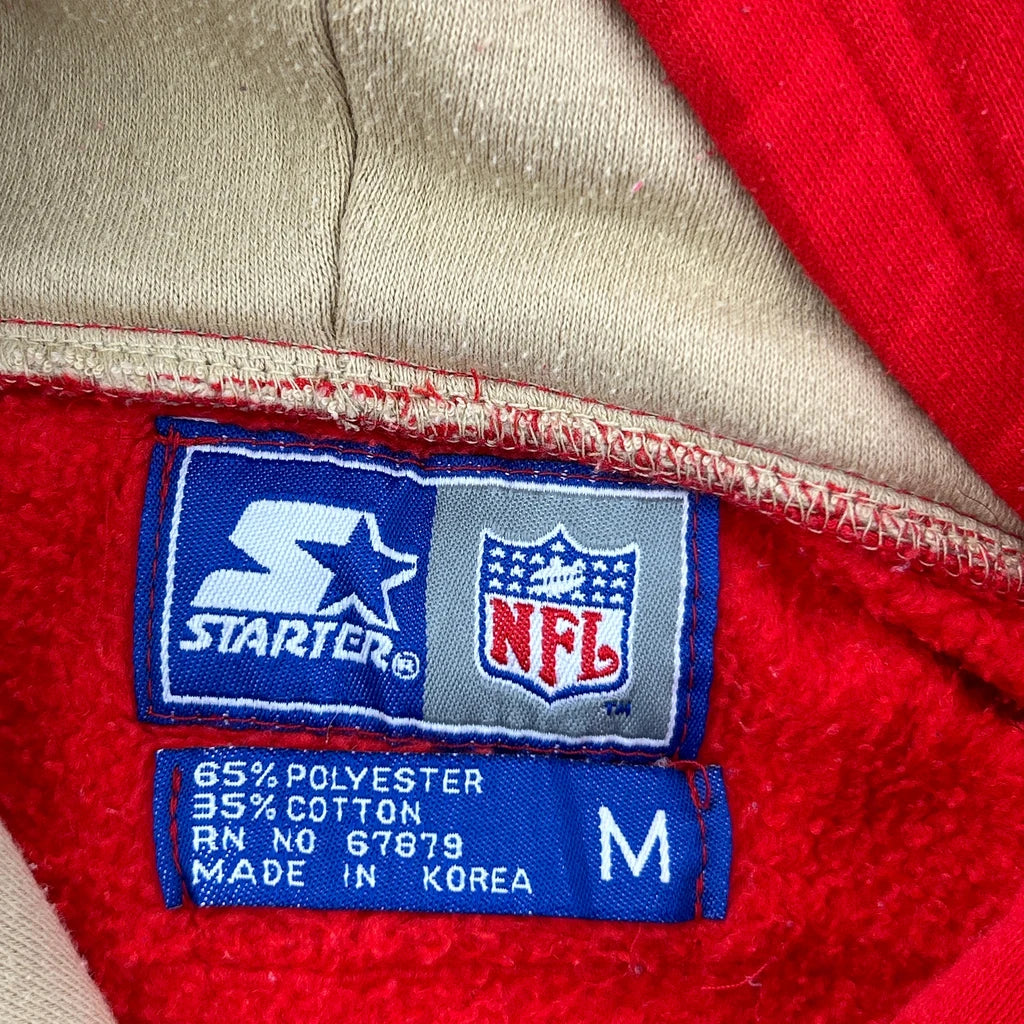 STARTER®
NFL
TM
65% POLYESTER
35% COTTON
RN NO 67879
MADE IN KOREA
M